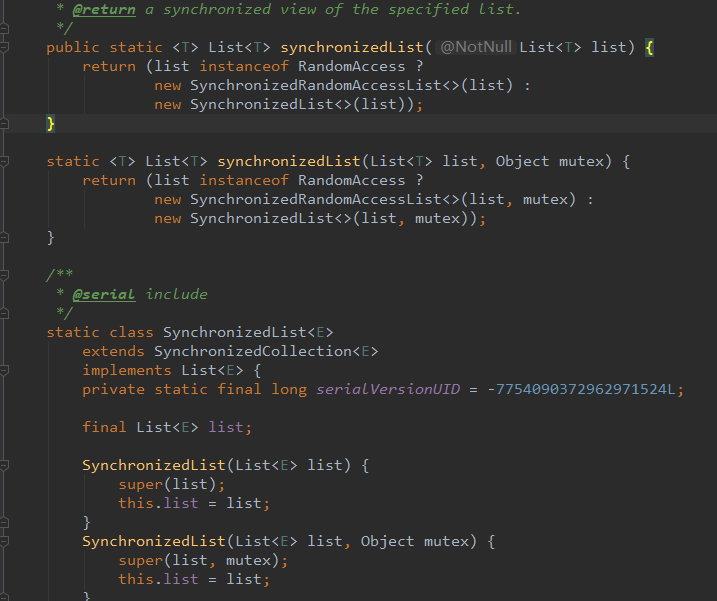 * @return a synchronized view of the specified list.
*/
public static <T> List<T> synchronizedList( @NotNull List<T> list) {
    return (list instanceof RandomAccess ?
            new SynchronizedRandomAccessList<>(list) :
            new SynchronizedList<>(list));
}
static <T> List<T> synchronizedList(List<T> list, Object mutex) {
    return (list instanceof RandomAccess ?
            new SynchronizedRandomAccessList<>(list, mutex) :
            new SynchronizedList<>(list, mutex));
}
/**
 * @serial include
 */
static class SynchronizedList<E>
    extends SynchronizedCollection<E>
    implements List<E> {
    private static final long serialVersionUID = -7754090372962971524L;
    final List<E> list;
    SynchronizedList(List<E> list) {
        super(list);
        this.list = list;
    }
    SynchronizedList(List<E> list, Object mutex) {
        super(list, mutex);
        this.list = list;
    }